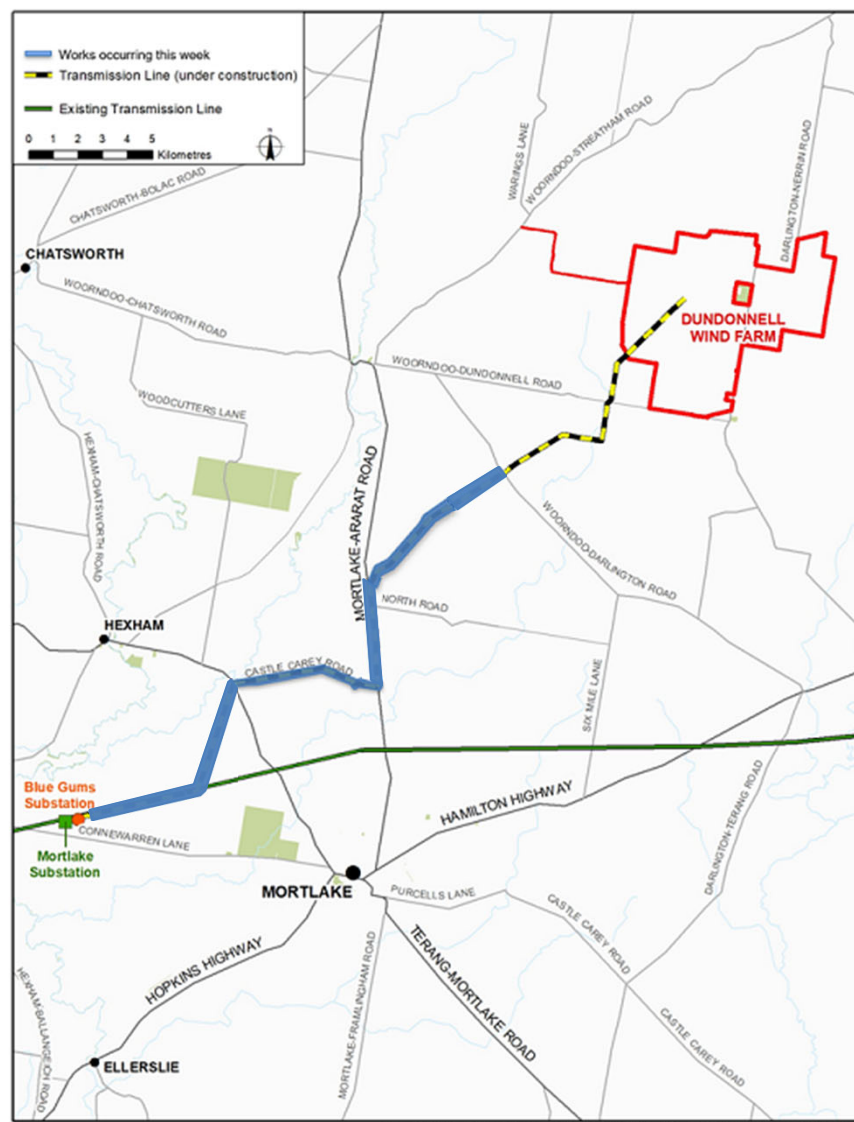 Works occurring this week
Transmission Line (under construction)
Existing Transmission Line
0 1 2 3 4 5
Kilometres
WARINGS LANE
WOORNDOO-STREATHAM ROAD
DARLINGTON-NERRIN ROAD
CHATSWORTH-BOLAC ROAD
CHATSWORTH
WOORNDOO-CHATSWORTH ROAD
DUNDONNELL
WIND FARM
WOORNDOO-DUNDONNELL ROAD
WOODCUTTERS LANE
HEXHAM-CHATSWORTH ROAD
MORTLAKE-ARARAT ROAD
WOORNDOO-DARLINGTON ROAD
NORTH ROAD
HEXHAM
CASTLE CAREY ROAD
SIX MILE LANE
Blue Gums
Substation
HAMILTON HIGHWAY
DARLINGTON-TERANG ROAD
CONNEWARREN LANE
Mortlake
Substation
MORTLAKE
PURCELLS LANE
CASTLE CAREY ROAD
HOPKINS HIGHWAY
TERANG-MORTLAKE ROAD
MORTLAKE-FRAMLINGHAM ROAD
HEXHAM-BALLANGEICH ROAD
CASTLE CAREY ROAD
ELLERSLIE